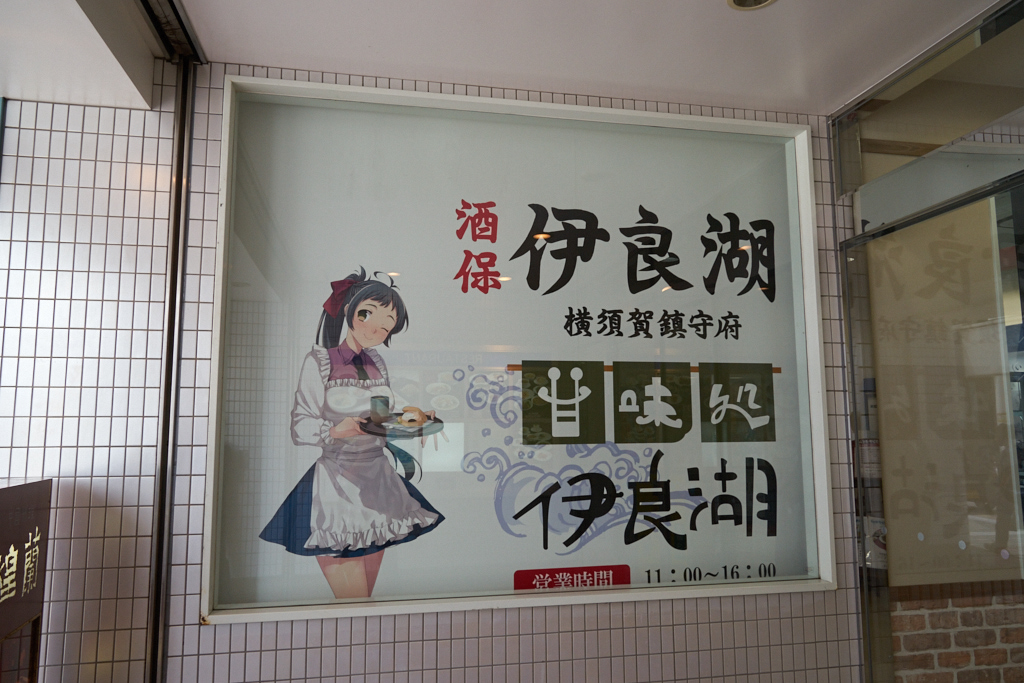 酒保
伊良湖
横須賀鎮守府
甘味処
伊良湖
営業時間 11:00～16:00